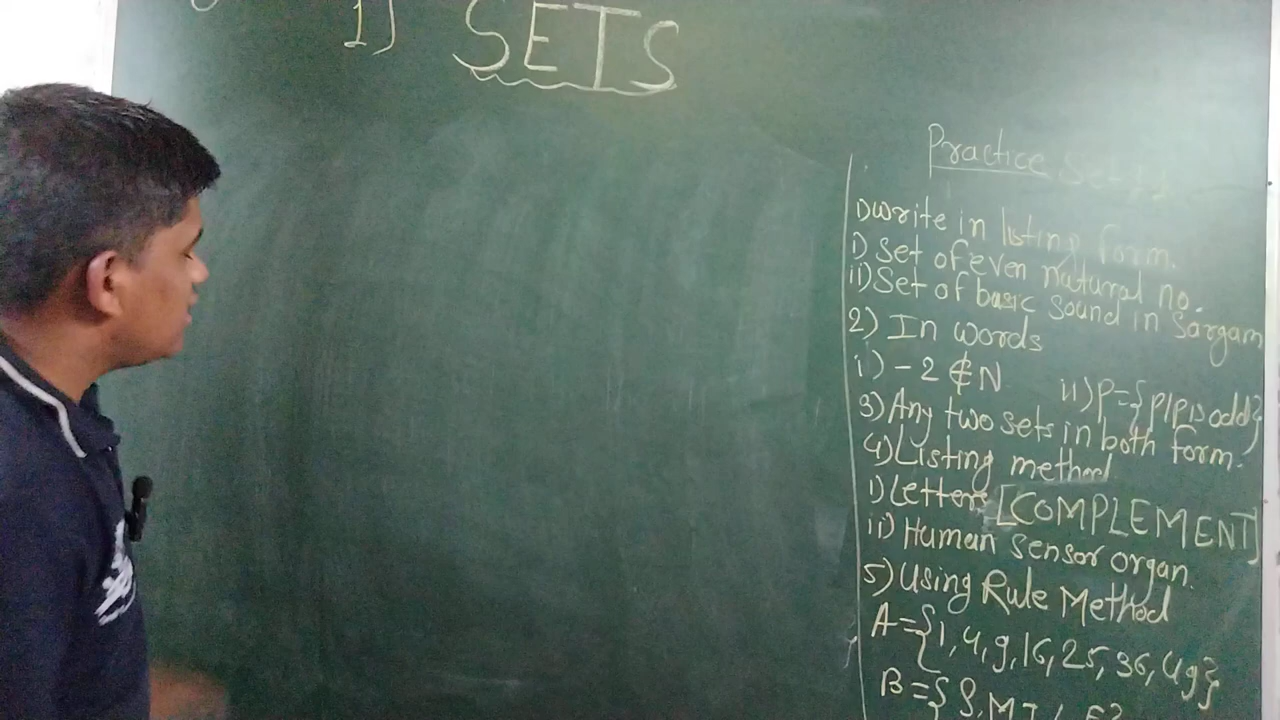 1) SETS
Practice Set
1) write in listing form.
i) Set of even natural no.
ii) Set of basic sound in Sargam
2) In words
i) -2 ∉ N ii) P={P/P is odd}
3) Any two sets in both form.
4) Listing method
i) Letters [COMPLEMENT]
ii) Human Sensor organ.
5) Using Rule Method
A={1,4,9,16,25,36,49}
B={S,M,T,